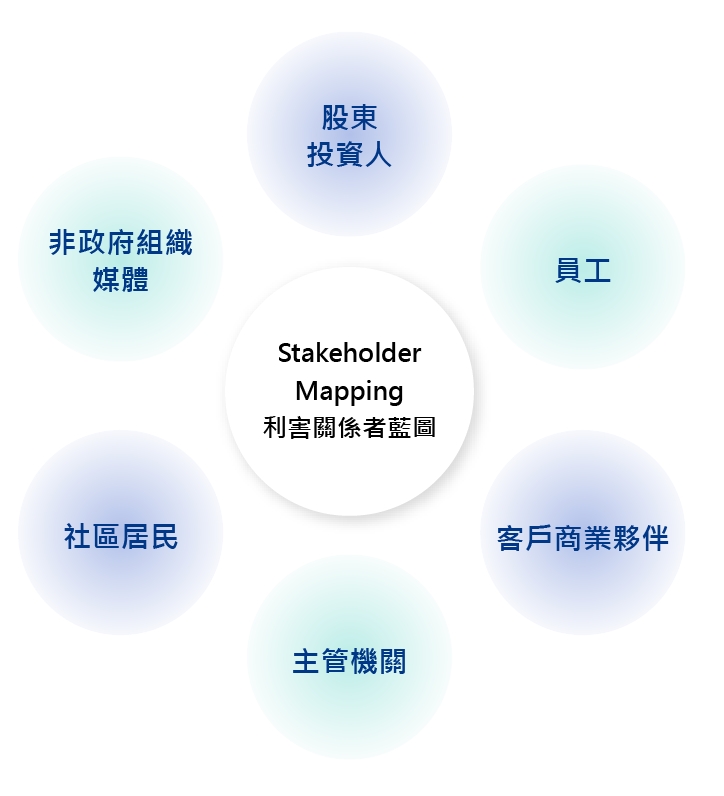 股東
投資人
非政府組織
媒體
員工
Stakeholder
Mapping
利害關係者藍圖
社區居民
客戶商業夥伴
主管機關